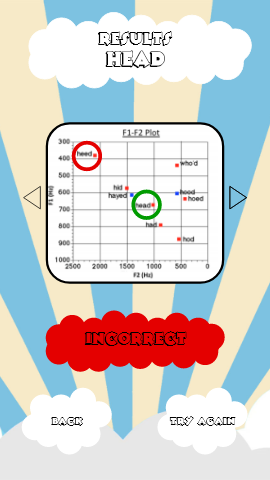 RESULTS
HEAD
F1-F2 Plot
300
400
500
600
700
800
900
1000
F1 (Hz)
heed
who'd
hid
hayed
hood
hoed
head
had
hod
2500
2000
1500
1000
500
0
F2 (Hz)
INCORRECT
BACK
TRY AGAIN